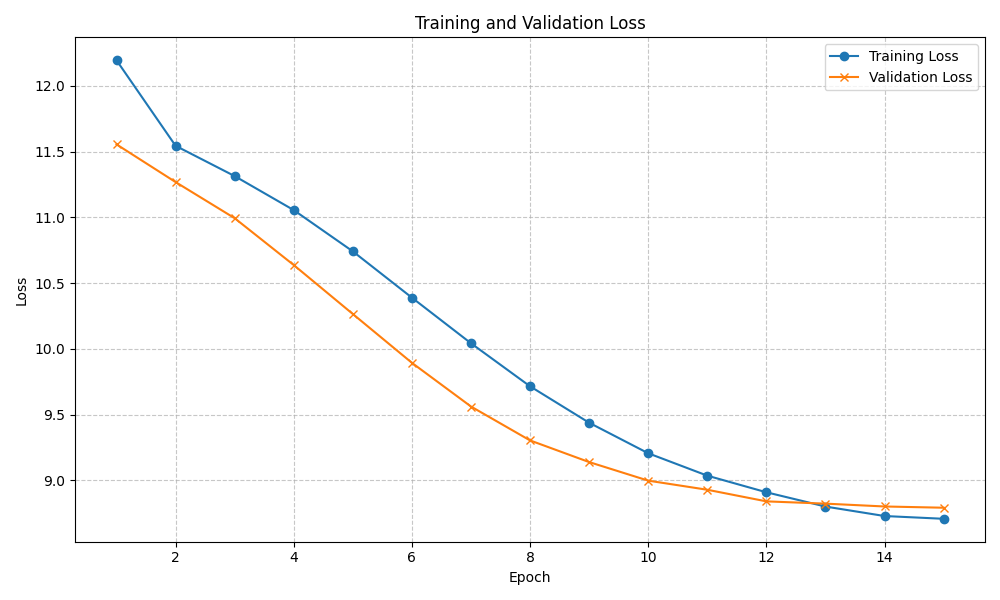 Training and Validation Loss
Training Loss
Validation Loss
12.0
11.5
11.0
10.5
10.0
9.5
9.0
Loss
2 4 6 8 10 12 14
Epoch